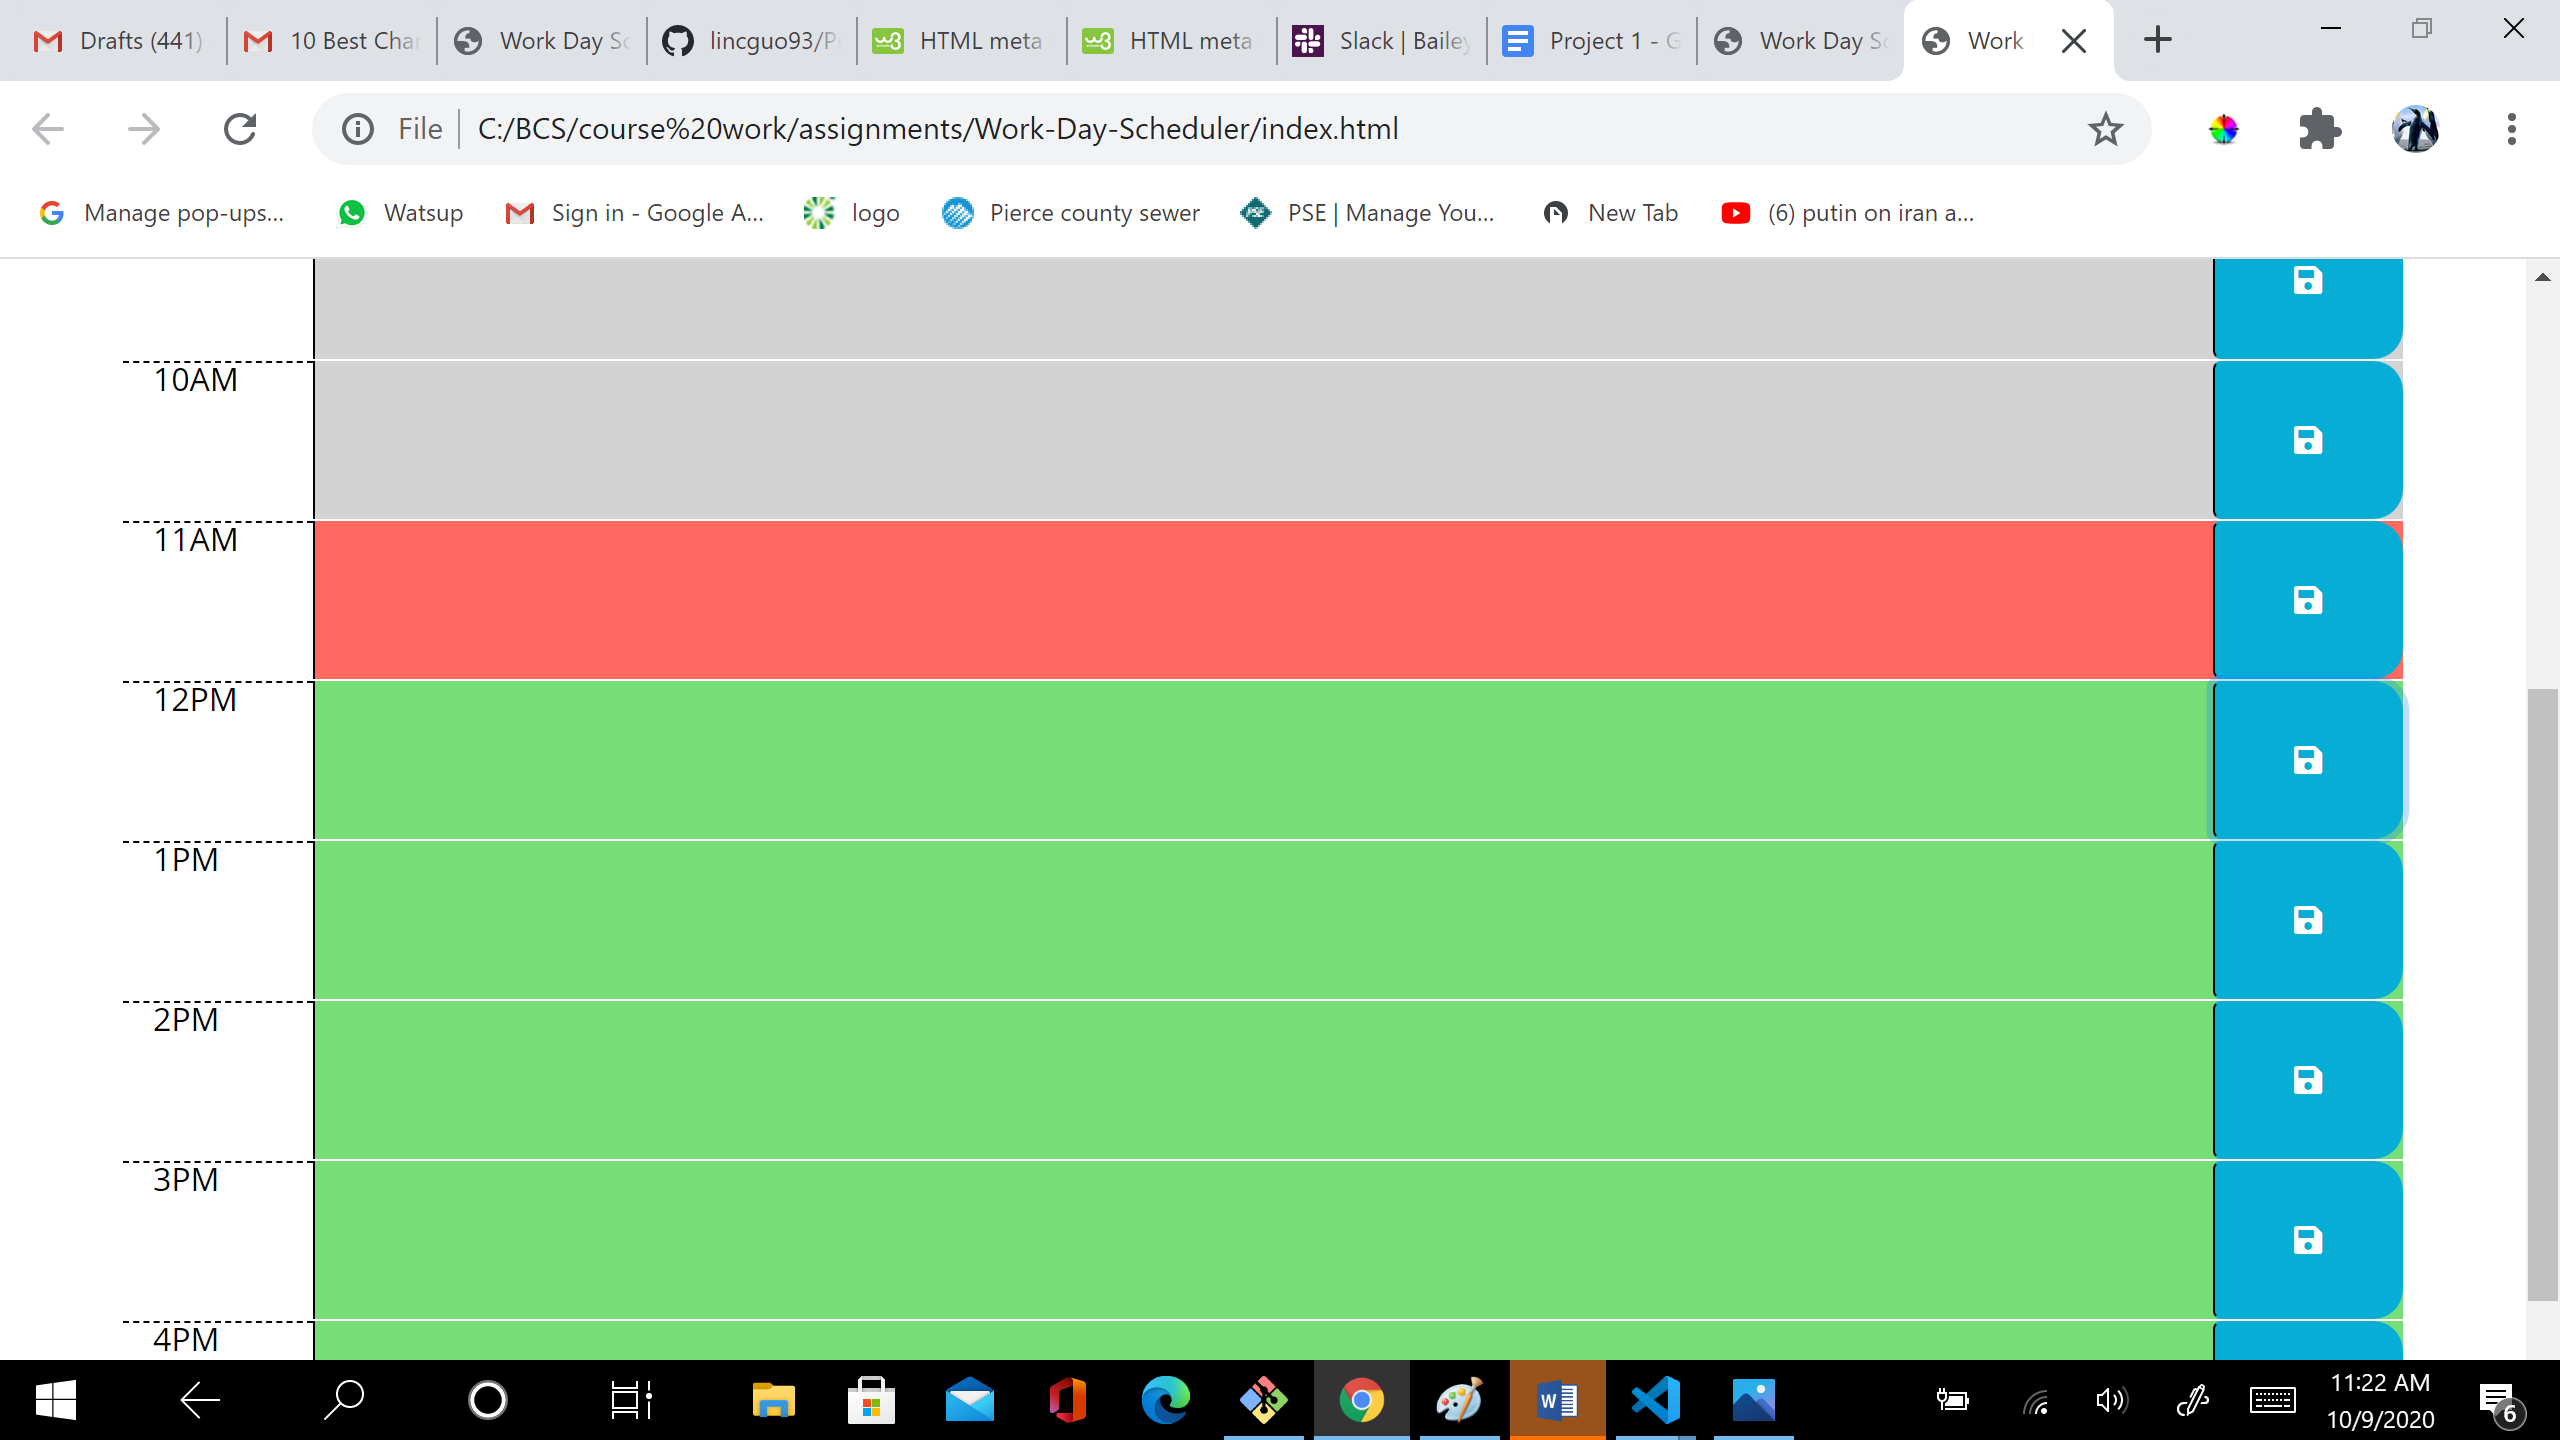 Drafts (441)
10 Best Cha
Work Day Sc
lincguo93/P
HTML meta
HTML meta
Slack | Bailey
Project 1 - G
Work Day Sc
Work
File
C:/BCS/course%20work/assignments/Work-Day-Scheduler/index.html
Manage pop-ups...
Watsup
Sign in - Google A...
logo
Pierce county sewer
PSE | Manage You...
New Tab
(6) putin on iran a...
10AM
11AM
12PM
1PM
2PM
3PM
4PM
11:22 AM
10/9/2020
6